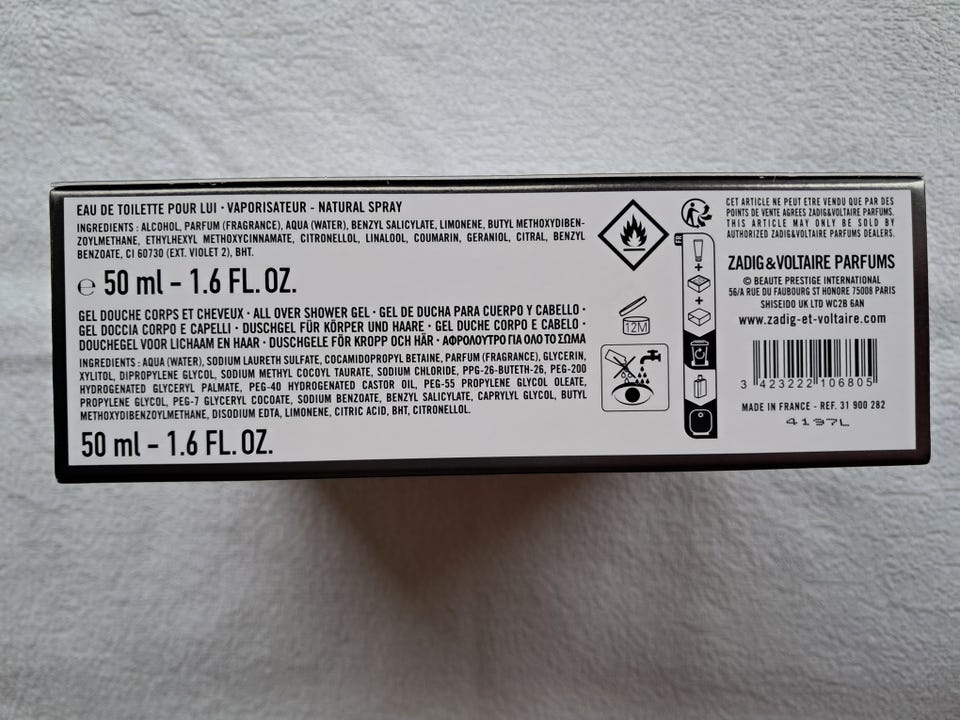 EAU DE TOILETTE POUR LUI · VAPORISATEUR - NATURAL SPRAY
INGREDIENTS : ALCOHOL, PARFUM (FRAGRANCE), AQUA (WATER), BENZYL SALICYLATE, LIMONENE, BUTYL METHOXYDIBEN-
ZOYLMETHANE, ETHYLHEXYL METHOXYCINNAMATE, CITRONELLOL, LINALOOL, COUMARIN, GERANIOL, CITRAL, BENZYL
BENZOATE, CI 60730 (EXT. VIOLET 2), BHT.
℮ 50 ml – 1.6 FL. OZ.
GEL DOUCHE CORPS ET CHEVEUX · ALL OVER SHOWER GEL · GEL DE DUCHA PARA CUERPO Y CABELLO ·
GEL DOCCIA CORPO E CAPELLI · DUSCHGEL FÜR KÖRPER UND HAARE · GEL DUCHE CORPO E CABELO ·
DOUCHEGEL VOOR LICHAAM EN HAAR · DUSCHGELE FÖR KROPP OCH HÄR · ΑΦΡΟΛΟΥΤΡΟ ΓΙΑ ΟΛΟ ΤΟ ΣΩΜΑ
INGREDIENTS : AQUA (WATER), SODIUM LAURETH SULFATE, COCAMIDOPROPYL BETAINE, PARFUM (FRAGRANCE), GLYCERIN,
XYLITOL, DIPROPYLENE GLYCOL, SODIUM METHYL COCOYL TAURATE, SODIUM CHLORIDE, PPG-26-BUTETH-26, PEG-200
HYDROGENATED GLYCERYL PALMATE, PEG-40 HYDROGENATED CASTOR OIL, PEG-55 PROPYLENE GLYCOL OLEATE,
PROPYLENE GLYCOL, PEG-7 GLYCERYL COCOATE, SODIUM BENZOATE, BENZYL SALICYLATE, CAPRYLYL GLYCOL, BUTYL
METHOXYDIBENZOYLMETHANE, DISODIUM EDTA, LIMONENE, CITRIC ACID, BHT, CITRONELLOL.
50 ml – 1.6 FL. OZ.
12M
FR
+
+
CET ARTICLE NE PEUT ETRE VENDU QUE PAR DES
POINTS DE VENTE AGREES ZADIG&VOLTAIRE PARFUMS.
THIS ARTICLE MAY ONLY BE SOLD BY
AUTHORIZED ZADIG&VOLTAIRE PARFUMS DEALERS.
ZADIG&VOLTAIRE PARFUMS
© BEAUTE PRESTIGE INTERNATIONAL
56/A RUE DU FAUBOURG ST HONORE 75008 PARIS
SHISEIDO UK LTD WC2B 6AN
www.zadig-et-voltaire.com
3 423222 106805
MADE IN FRANCE - REF. 31 900 282
4197L